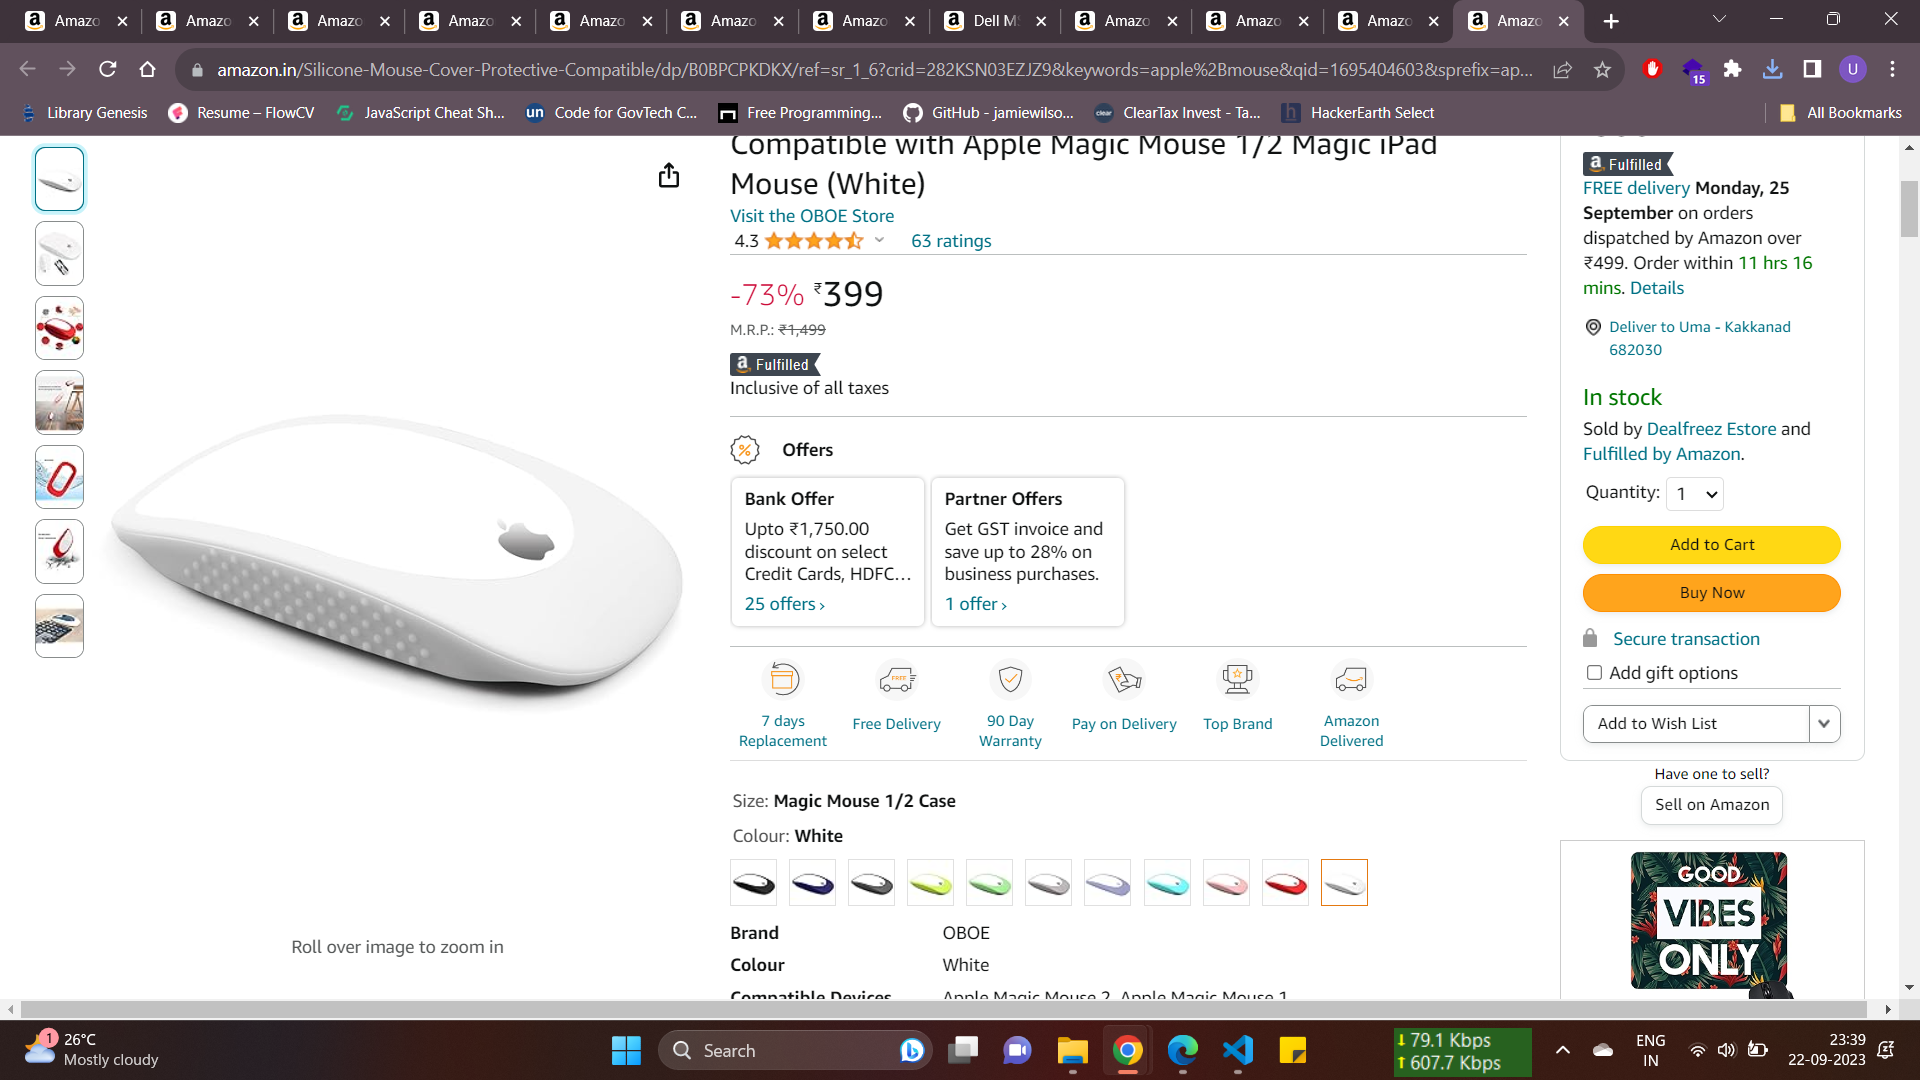 Amazo
Amazo
Amazo
Amazo
Amazo
Amazo
Amazo
Dell M
Amazo
Amazo
Amazo
Amazo
amazon.in/Silicone-Mouse-Cover-Protective-Compatible/dp/B0BPCPKDKX/ref=sr_1_6?crid=282KSN03EZJZ9&keywords=apple%2Bmouse&qid=1695404603&sprefix=ap...
15
U
Library Genesis
Resume – FlowCV
JavaScript Cheat Sh...
un
Code for GovTech C...
Free Programming...
GitHub - jamiewilso...
clear
ClearTax Invest - Ta...
h
HackerEarth Select
All Bookmarks
Compatible with Apple Magic Mouse 1/2 Magic iPad
Mouse (White)
Visit the OBOE Store
4.3
63 ratings
-73% ₹399
M.R.P.: ₹1,499
a Fulfilled
Inclusive of all taxes
Offers
Bank Offer
Upto ₹1,750.00
discount on select
Credit Cards, HDFC...
25 offers ›
Partner Offers
Get GST invoice and
save up to 28% on
business purchases.
1 offer ›
7 days
Replacement
FREE
Free Delivery
90 Day
Warranty
Pay on Delivery
Top Brand
Amazon
Delivered
Size: Magic Mouse 1/2 Case
Colour: White
Brand OBOE
Colour White
Compatible Devices Apple Magic Mouse 2, Apple Magic Mouse 1
Roll over image to zoom in
a Fulfilled
FREE delivery Monday, 25
September on orders
dispatched by Amazon over
₹499. Order within 11 hrs 16
mins. Details
Deliver to Uma - Kakkanad
682030
In stock
Sold by Dealfreez Estore and
Fulfilled by Amazon.
Quantity: 1
Add to Cart
Buy Now
Secure transaction
Add gift options
Add to Wish List
Have one to sell?
Sell on Amazon
GOOD
VIBES
ONLY
1
26°C
Mostly cloudy
Search
79.1 Kbps
607.7 Kbps
ENG
IN
23:39
22-09-2023